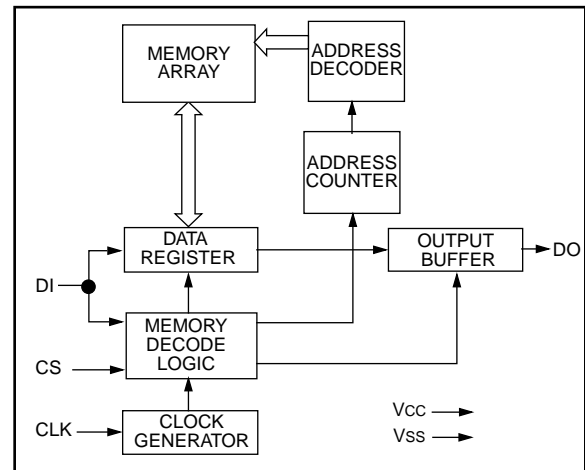 MEMORY
ARRAY
ADDRESS
DECODER
ADDRESS
COUNTER
DATA
REGISTER
OUTPUT
BUFFER
DO
DI
MEMORY
DECODE
LOGIC
CS
CLK
CLOCK
GENERATOR
VCC
VSS